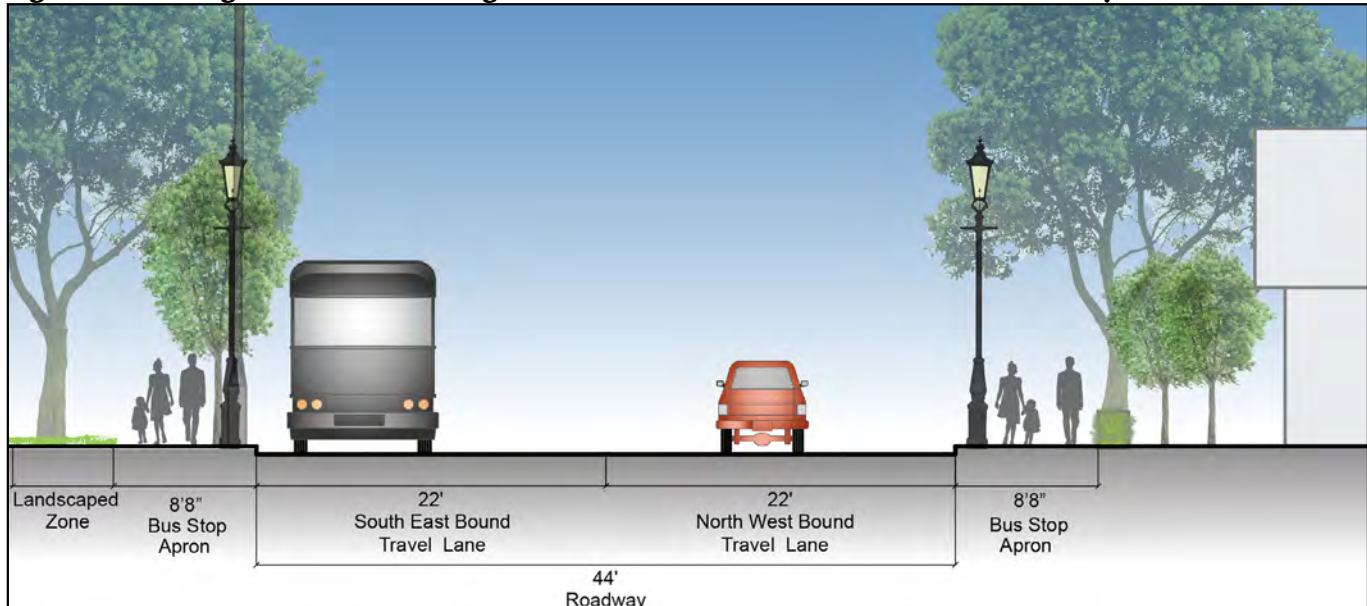 Landscaped
Zone
8'8"
Bus Stop
Apron
22'
South East Bound
Travel Lane
22'
North West Bound
Travel Lane
8'8"
Bus Stop
Apron
44'
Roadway